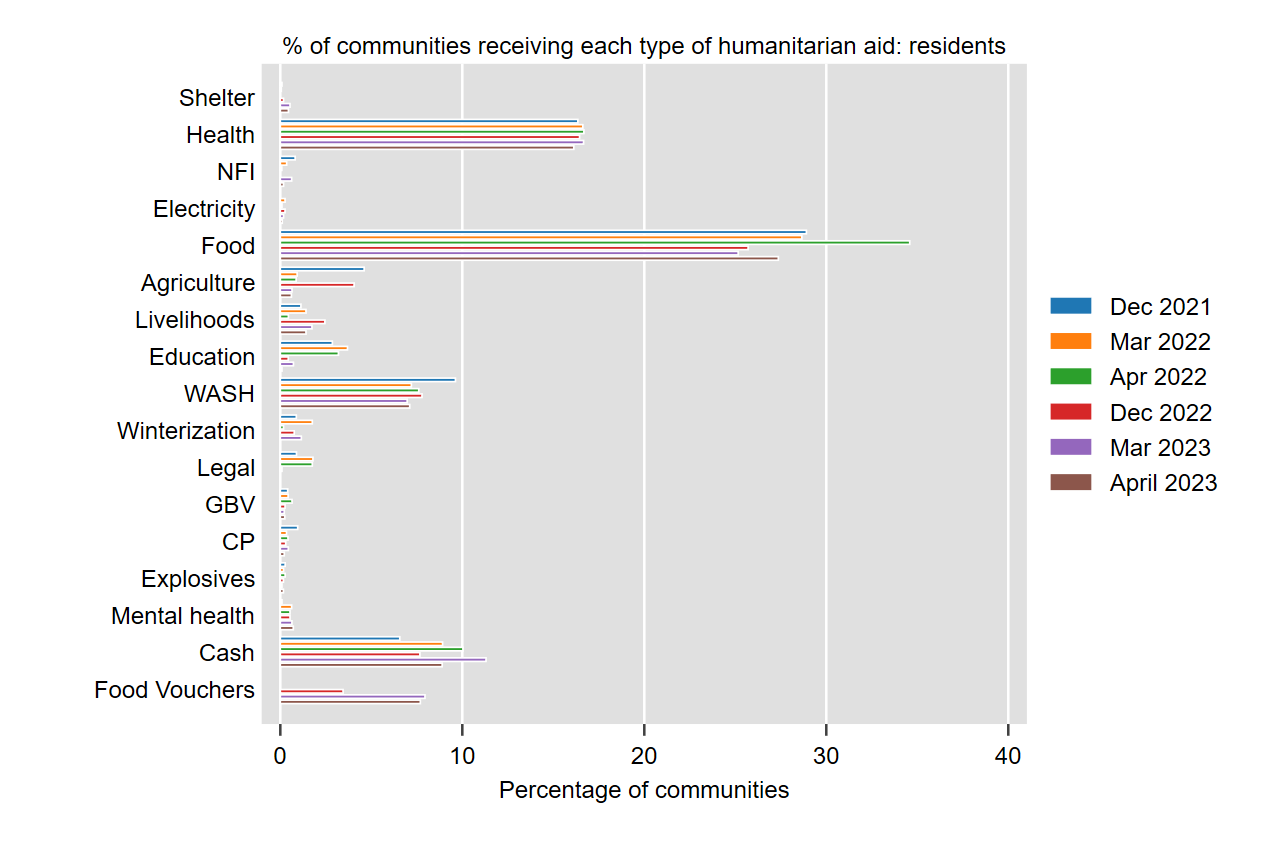 % of communities receiving each type of humanitarian aid: residents
Shelter
Health
NFI
Electricity
Food
Agriculture
Livelihoods
Education
WASH
Winterization
Legal
GBV
CP
Explosives
Mental health
Cash
Food Vouchers
0 10 20 30 40
Percentage of communities
Dec 2021
Mar 2022
Apr 2022
Dec 2022
Mar 2023
April 2023